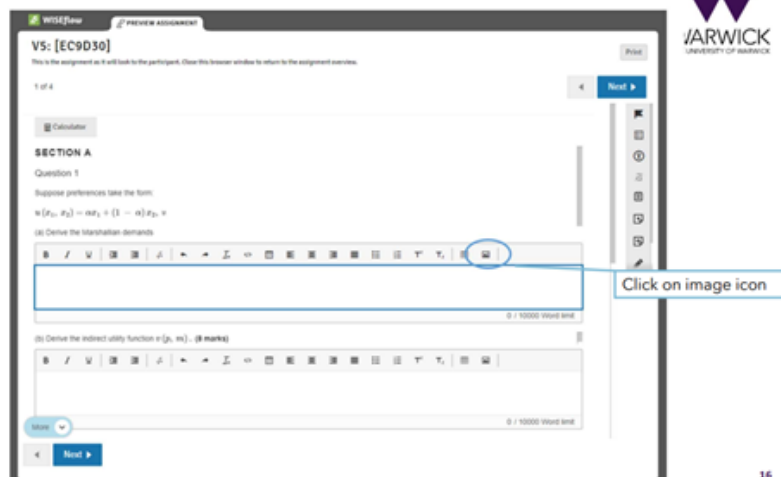 WISEflow
PREVIEW ASSIGNMENT
WARWICK
UNIVERSITY OF WARWICK
V5: [EC9D30]
Print
This is the assignment as it will look to the participant. Close this browser window to return to the assignment overview.
1 of 4
Next
Calculator
SECTION A
Question 1
Suppose preferences take the form:
u (x₁, x₂) = αx₁ + (1 − α) x₂,
(a) Derive the Marshallian demands
Click on image icon
0 / 10000 Word limit
(b) Derive the indirect utility function v (p, m) .. (8 marks)
0 / 10000 Word limit
More
Next
16